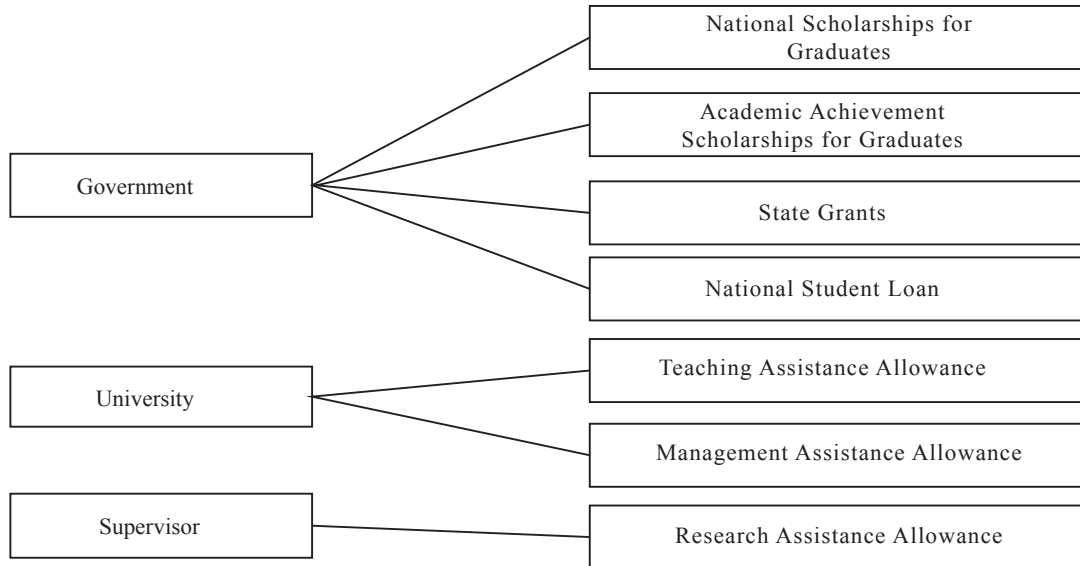 Government
National Scholarships for
Graduates
Academic Achievement
Scholarships for Graduates
State Grants
National Student Loan
University
Teaching Assistance Allowance
Management Assistance Allowance
Supervisor
Research Assistance Allowance